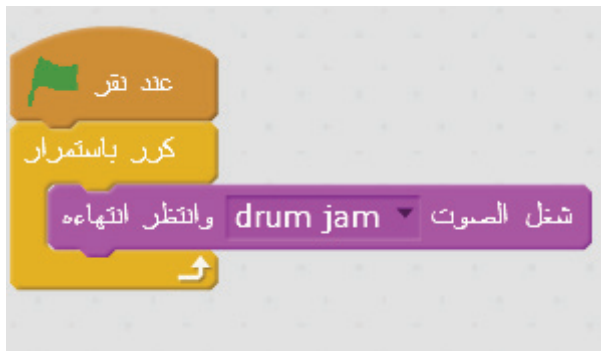 عند نقر
كرر باستمرار
شغل الصوت drum jam وانتظر انتهاءه